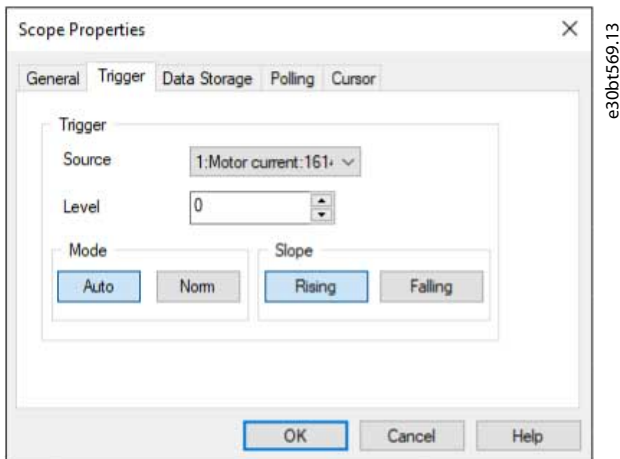 Scope Properties
General Trigger Data Storage Polling Cursor
Trigger
Source 1:Motor current:161
Level 0
Mode Slope
Auto Norm Rising Falling
OK Cancel Help
e30bt569.13